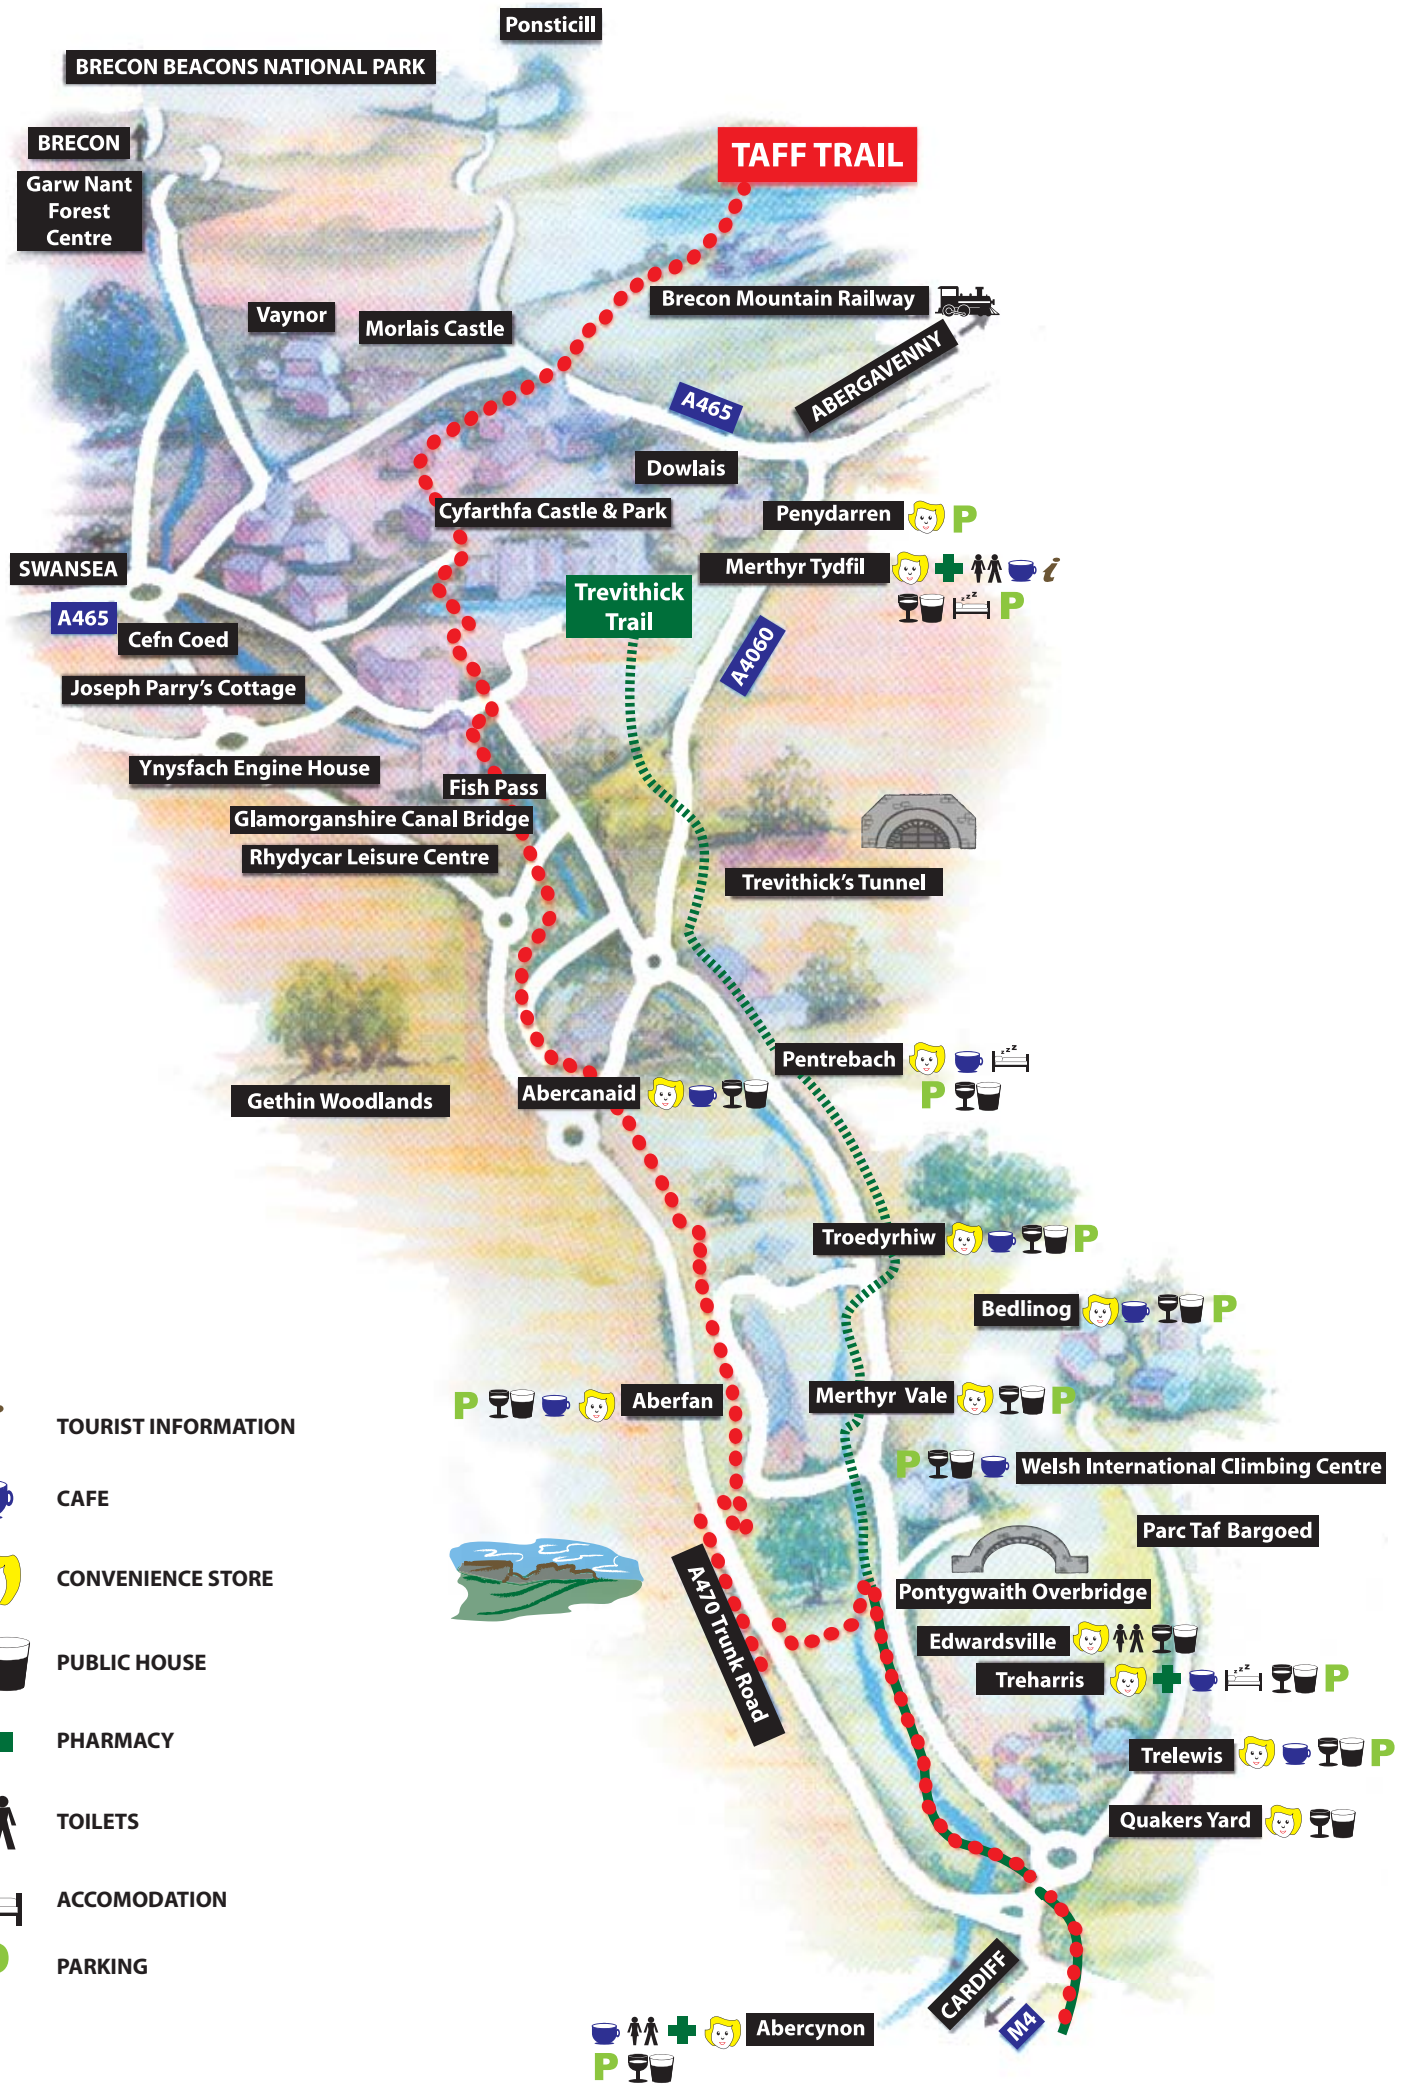 Ponsticill
BRECON BEACONS NATIONAL PARK
BRECON
TAFF TRAIL
Garw Nant
Forest
Centre
Brecon Mountain Railway
Vaynor
Morlais Castle
ABERGAVENNY
A465
Dowlais
Cyfarthfa Castle & Park
Penydarren P
SWANSEA
Merthyr Tydfil i
zzz P
Trevithick
Trail
A465
Cefn Coed
A4060
Joseph Parry's Cottage
Ynysfach Engine House
Fish Pass
Glamorganshire Canal Bridge
Rhydycar Leisure Centre
Trevithick's Tunnel
Pentrebach zzz
P
Abercanaid
Gethin Woodlands
Troedyrhiw P
Bedlinog P
P Aberfan
Merthyr Vale P
TOURIST INFORMATION
P Welsh International Climbing Centre
CAFE
Parc Taf Bargoed
CONVENIENCE STORE
Pontygwaith Overbridge
A470 Trunk Road
Edwardsville
PUBLIC HOUSE
Treharris zzz P
PHARMACY
Trelewis P
TOILETS
Quakers Yard
ACCOMODATION
PARKING
CARDIFF
M4
Abercynon
P